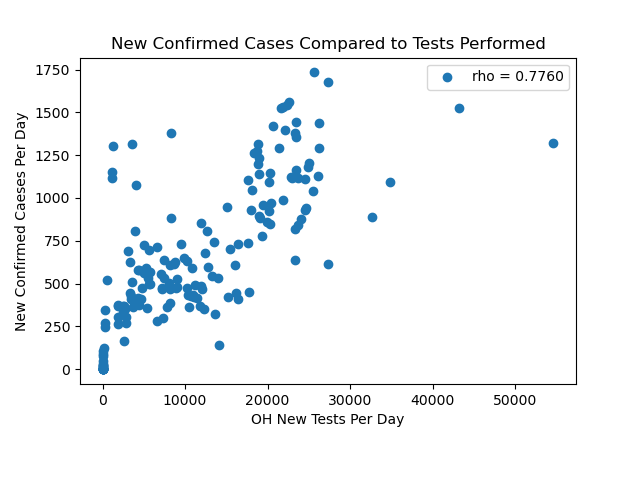 New Confirmed Cases Compared to Tests Performed
rho = 0.7760
New Confirmed Caeses Per Day
1750
1500
1250
1000
750
500
250
0
0 10000 20000 30000 40000 50000
OH New Tests Per Day